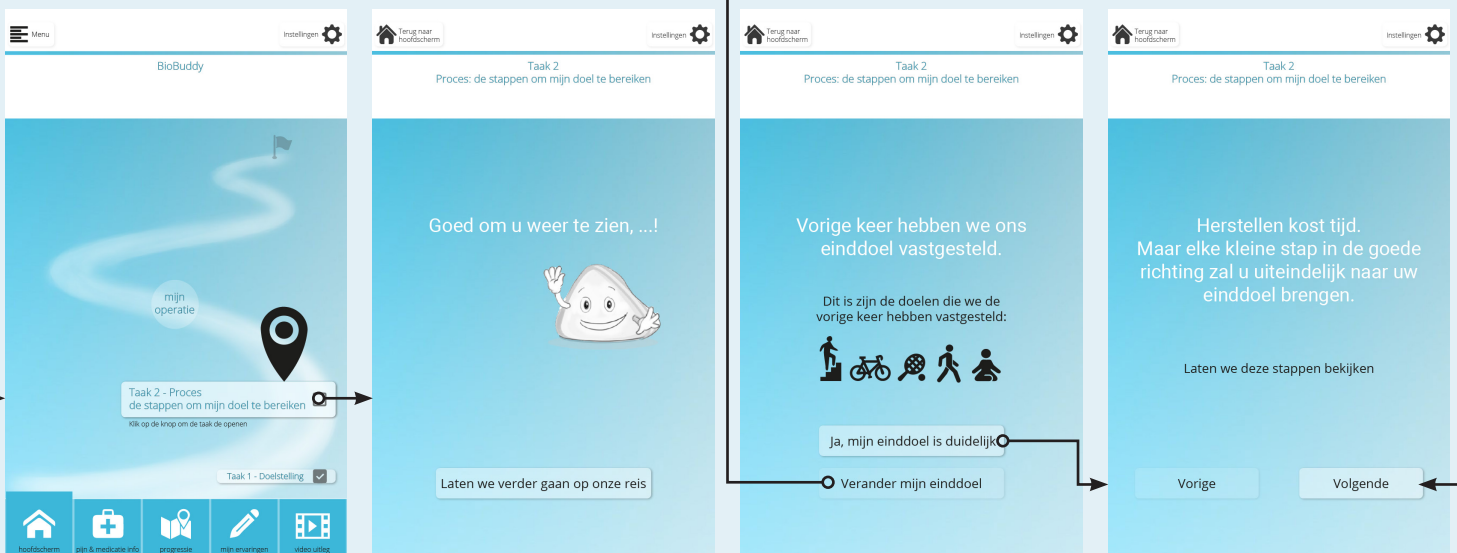 Menu
Instellingen
BioBuddy
mijn
operatie
Taak 2 - Proces
de stappen om mijn doel te bereiken
Klik op de knop om de taak de openen
Taak 1 - Doelstelling
hoofdscherm
pijn & medicatie info
progressie
mijn ervaringen
video uitleg
Terug naar
hoofdscherm
Instellingen
Taak 2
Proces: de stappen om mijn doel te bereiken
Goed om u weer te zien, ...!
Laten we verder gaan op onze reis
Terug naar
hoofdscherm
Instellingen
Taak 2
Proces: de stappen om mijn doel te bereiken
Vorige keer hebben we ons
einddoel vastgesteld.
Dit is zijn de doelen die we de
vorige keer hebben vastgesteld:
Ja, mijn einddoel is duidelijk
Verander mijn einddoel
Terug naar
hoofdscherm
Instellingen
Taak 2
Proces: de stappen om mijn doel te bereiken
Herstellen kost tijd.
Maar elke kleine stap in de goede
richting zal u uiteindelijk naar uw
einddoel brengen.
Laten we deze stappen bekijken
Vorige
Volgende